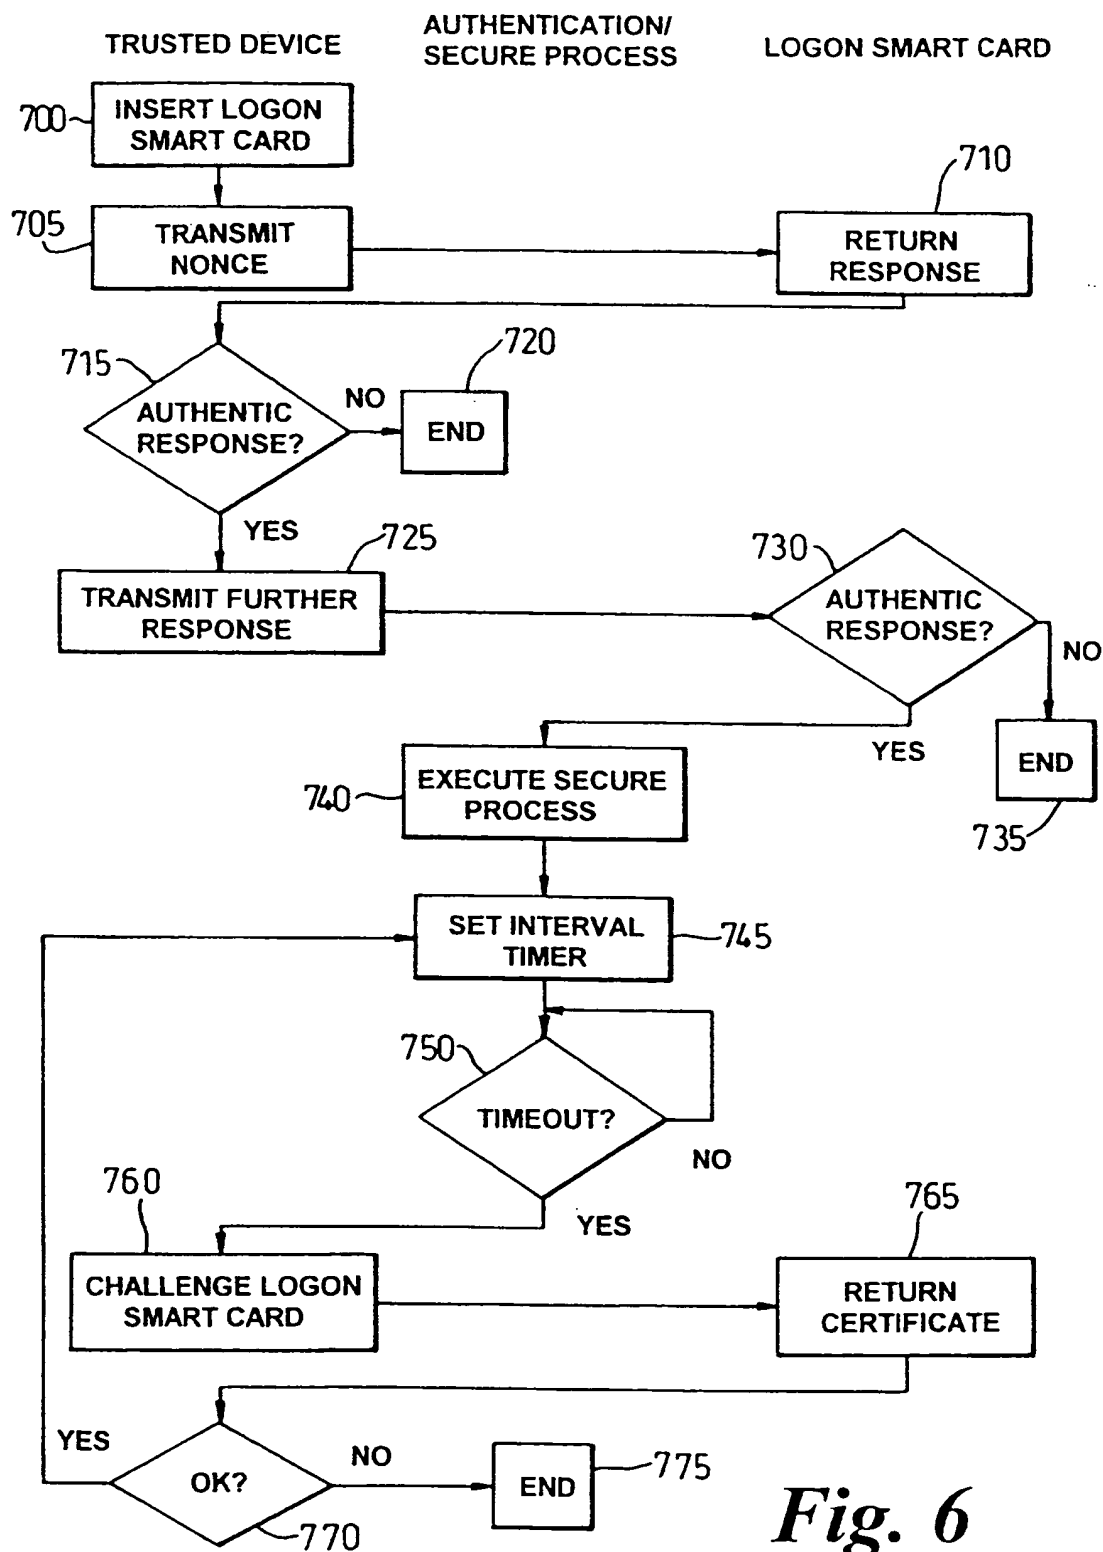 TRUSTED DEVICE
AUTHENTICATION/
SECURE PROCESS
LOGON SMART CARD
700
INSERT LOGON
SMART CARD
705
TRANSMIT
NONCE
710
RETURN
RESPONSE
715
AUTHENTIC
RESPONSE?
NO
720
END
YES
725
TRANSMIT FURTHER
RESPONSE
730
AUTHENTIC
RESPONSE?
NO
YES
END
735
740
EXECUTE SECURE
PROCESS
SET INTERVAL
TIMER
745
750
TIMEOUT?
NO
YES
760
CHALLENGE LOGON
SMART CARD
765
RETURN
CERTIFICATE
YES
OK?
NO
770
END
775
Fig. 6